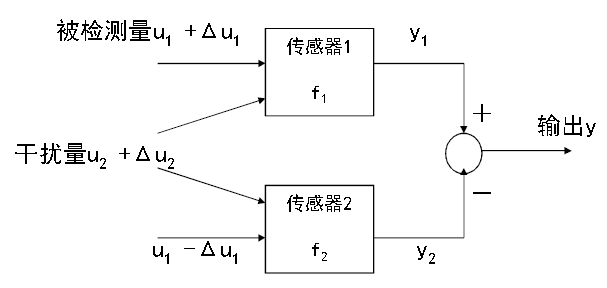 被检测量u₁ +Δu₁
传感器1
f₁
y₁
+
输出y
干扰量u₂ +Δu₂
−
传感器2
f₂
u₁ −Δu₁
y₂